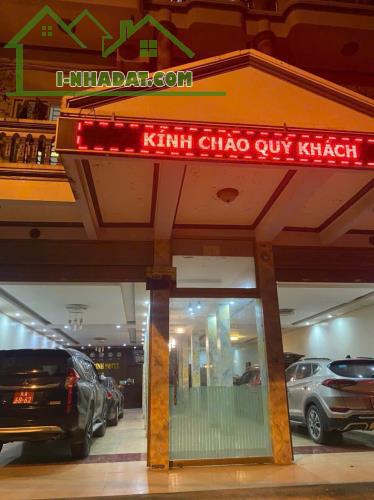 I-NHADAT.COM
KÍNH CHÀO QUÝ KHÁCH